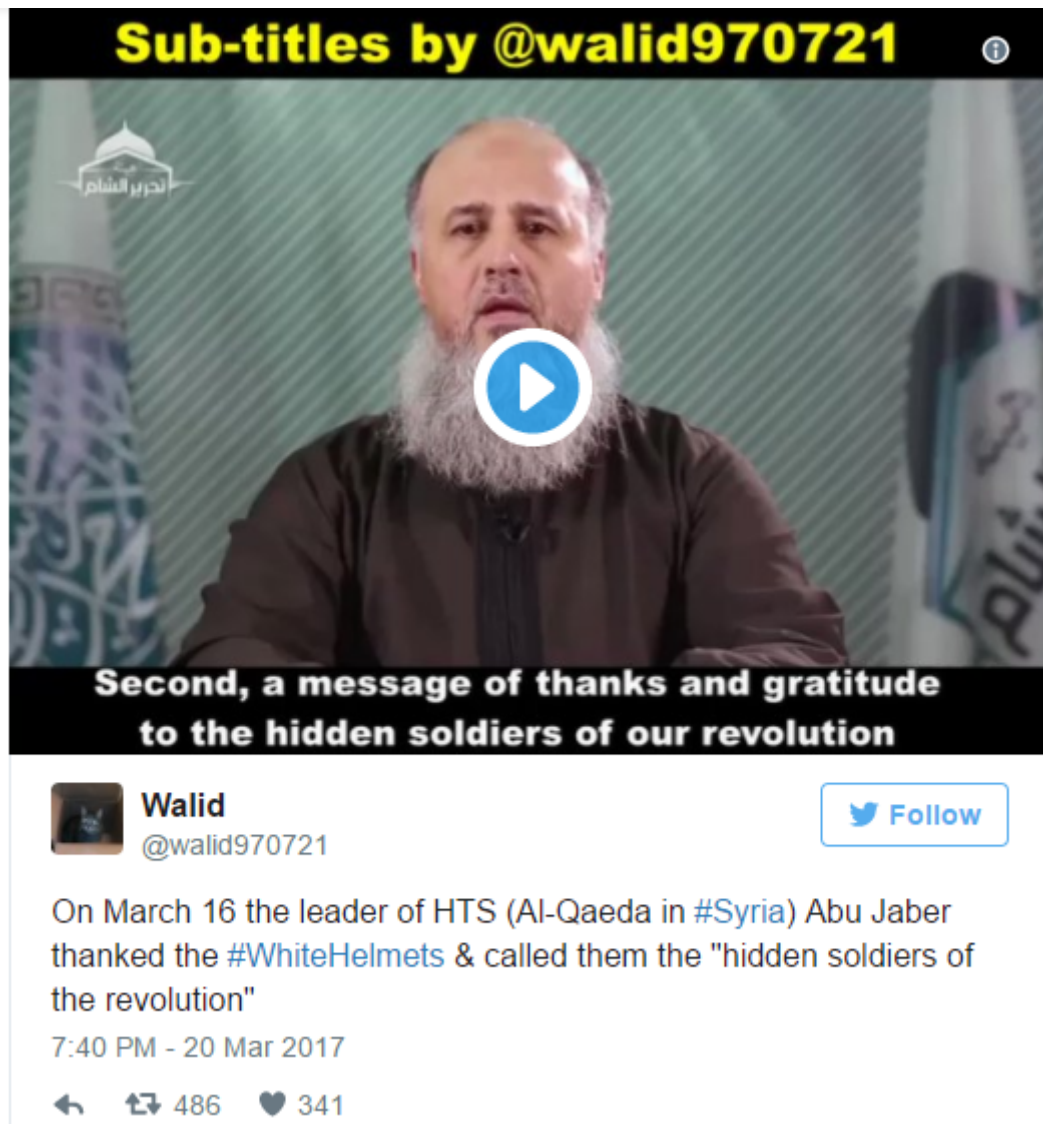 Sub-titles by @walid970721
تحرير الشام
Second, a message of thanks and gratitude
to the hidden soldiers of our revolution
Walid
@walid970721
Follow
On March 16 the leader of HTS (Al-Qaeda in #Syria) Abu Jaber
thanked the #WhiteHelmets & called them the "hidden soldiers of
the revolution"
7:40 PM - 20 Mar 2017
486
341